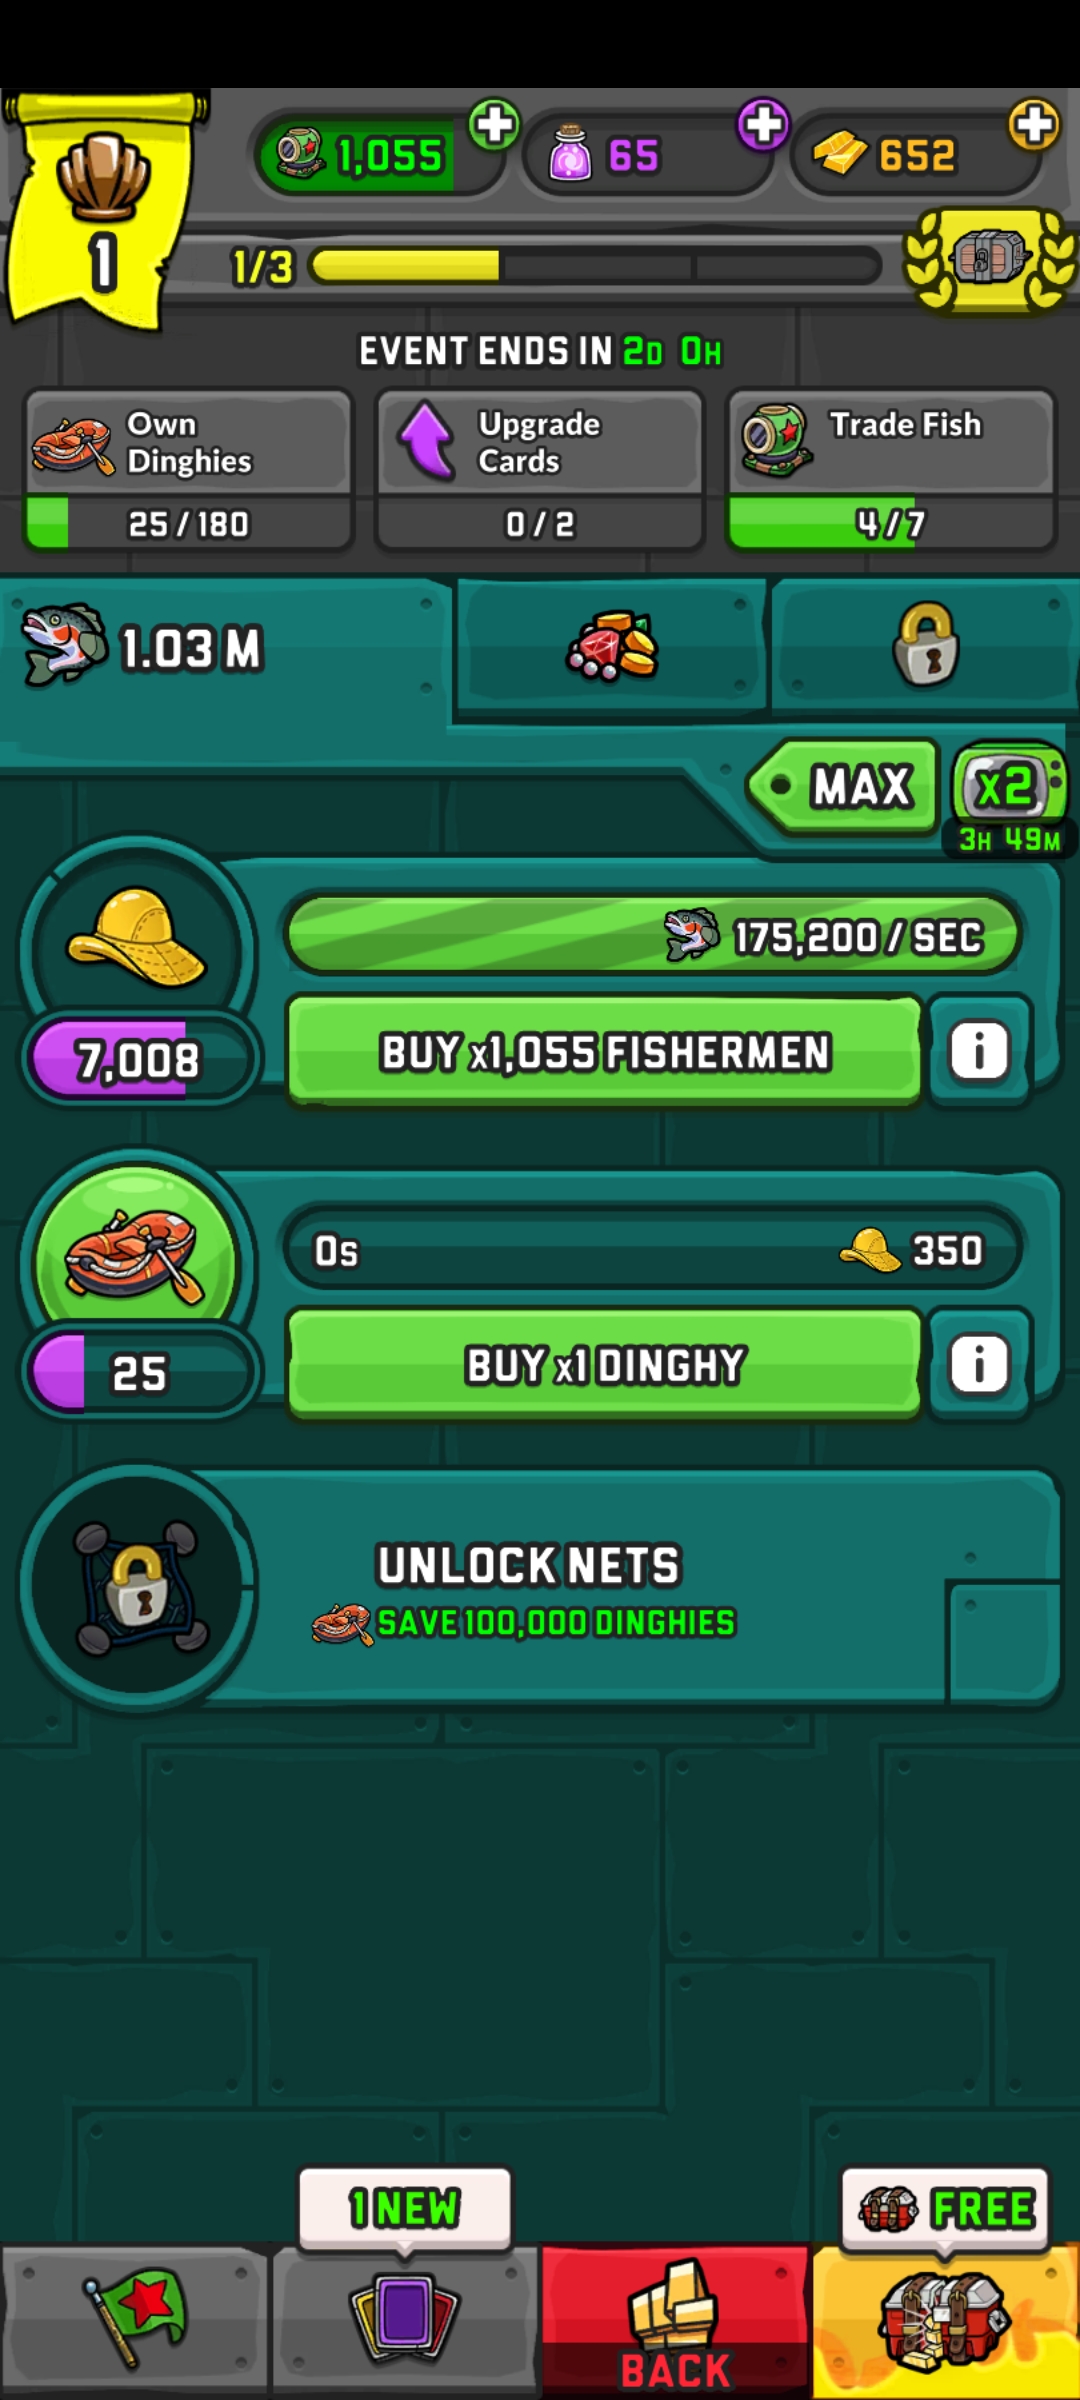 1,055
65
652
1
1/3
EVENT ENDS IN 2D 0H
Own
Dinghies
25 / 180
Upgrade
Cards
0 / 2
Trade Fish
4 / 7
1.03 M
MAX
x2
3H 49M
175,200 / SEC
7,008
BUY x1,055 FISHERMEN
i
0s
350
25
BUY x1 DINGHY
i
UNLOCK NETS
SAVE 100,000 DINGHIES
1 NEW
FREE
BACK